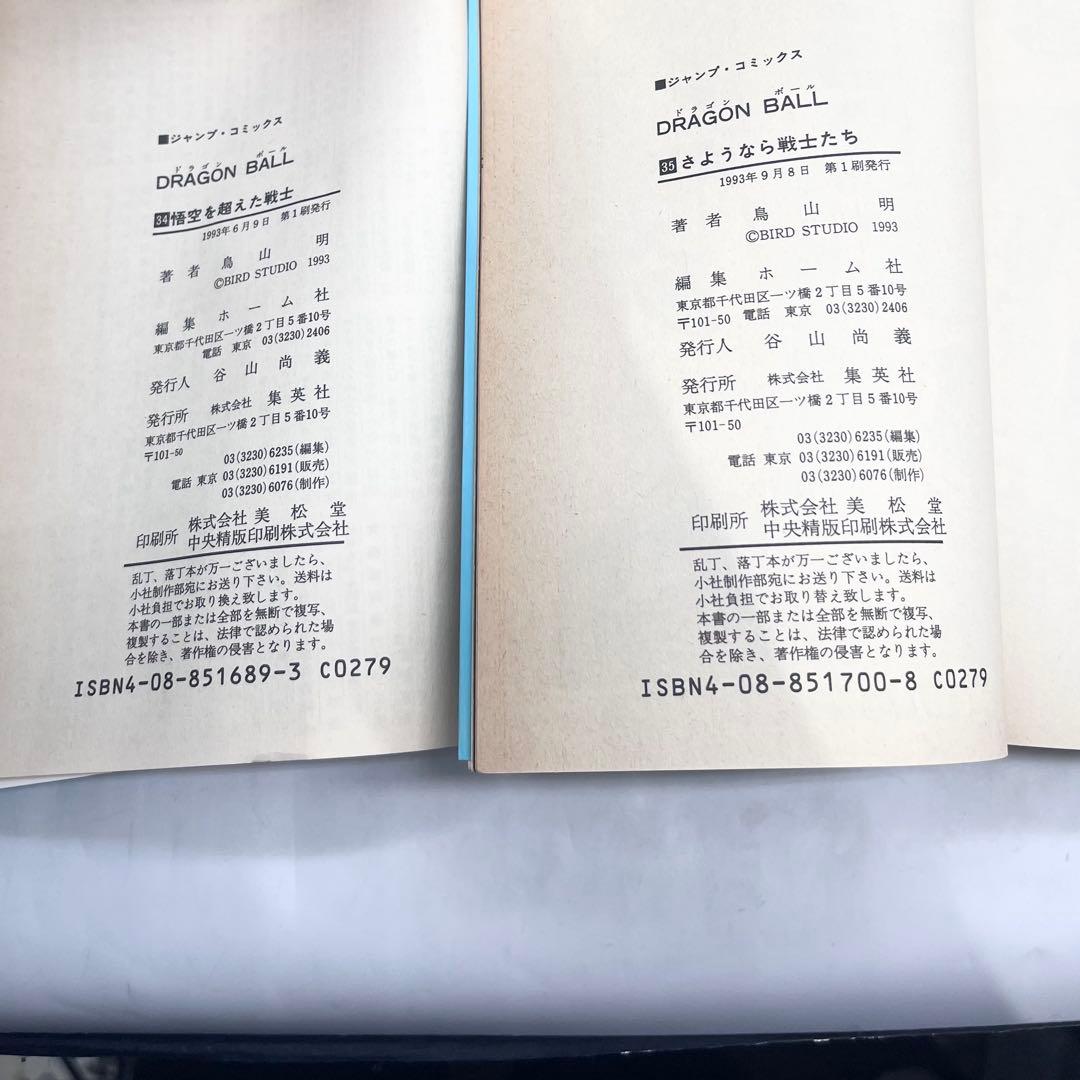 ■ジャンプ・コミックス
ドラゴン ボール
DRAGON BALL
34悟空を超えた戦士
1993年6月9日 第1刷発行
著者 鳥山 明
©BIRD STUDIO 1993
編集 ホーム社
東京都千代田区一ツ橋2丁目5番10号
電話 東京 03(3230)2406
発行人 谷山尚義
発行所 株式会社 集英社
東京都千代田区一ツ橋2丁目5番10号
〒101-50
03(3230)6235(編集)
電話 東京 03(3230)6191(販売)
03(3230)6076(制作)
印刷所 株式会社 美松堂
中央精版印刷株式会社
乱丁、落丁本が万一ございましたら、
小社制作部宛にお送り下さい。送料は
小社負担でお取り換え致します。
本書の一部または全部を無断で複写、
複製することは、法律で認められた場
合を除き、著作権の侵害となります。
ISBN4-08-851689-3 C0279
■ジャンプ・コミックス
ドラゴン ボール
DRAGON BALL
35さようなら戦士たち
1993年9月8日 第1刷発行
著者 鳥山 明
©BIRD STUDIO 1993
編集 ホーム社
東京都千代田区一ツ橋2丁目5番10号
〒101-50 電話 東京 03(3230)2406
発行人 谷山尚義
発行所 株式会社 集英社
東京都千代田区一ツ橋2丁目5番10号
〒101-50
03(3230)6235(編集)
電話 東京 03(3230)6191(販売)
03(3230)6076(制作)
印刷所 株式会社 美松堂
中央精版印刷株式会社
乱丁、落丁本が万一ございましたら、
小社制作部宛にお送り下さい。送料は
小社負担でお取り替え致します。
本書の一部または全部を無断で複写、
複製することは、法律で認められた場
合を除き、著作権の侵害となります。
ISBN4-08-851700-8 C0279